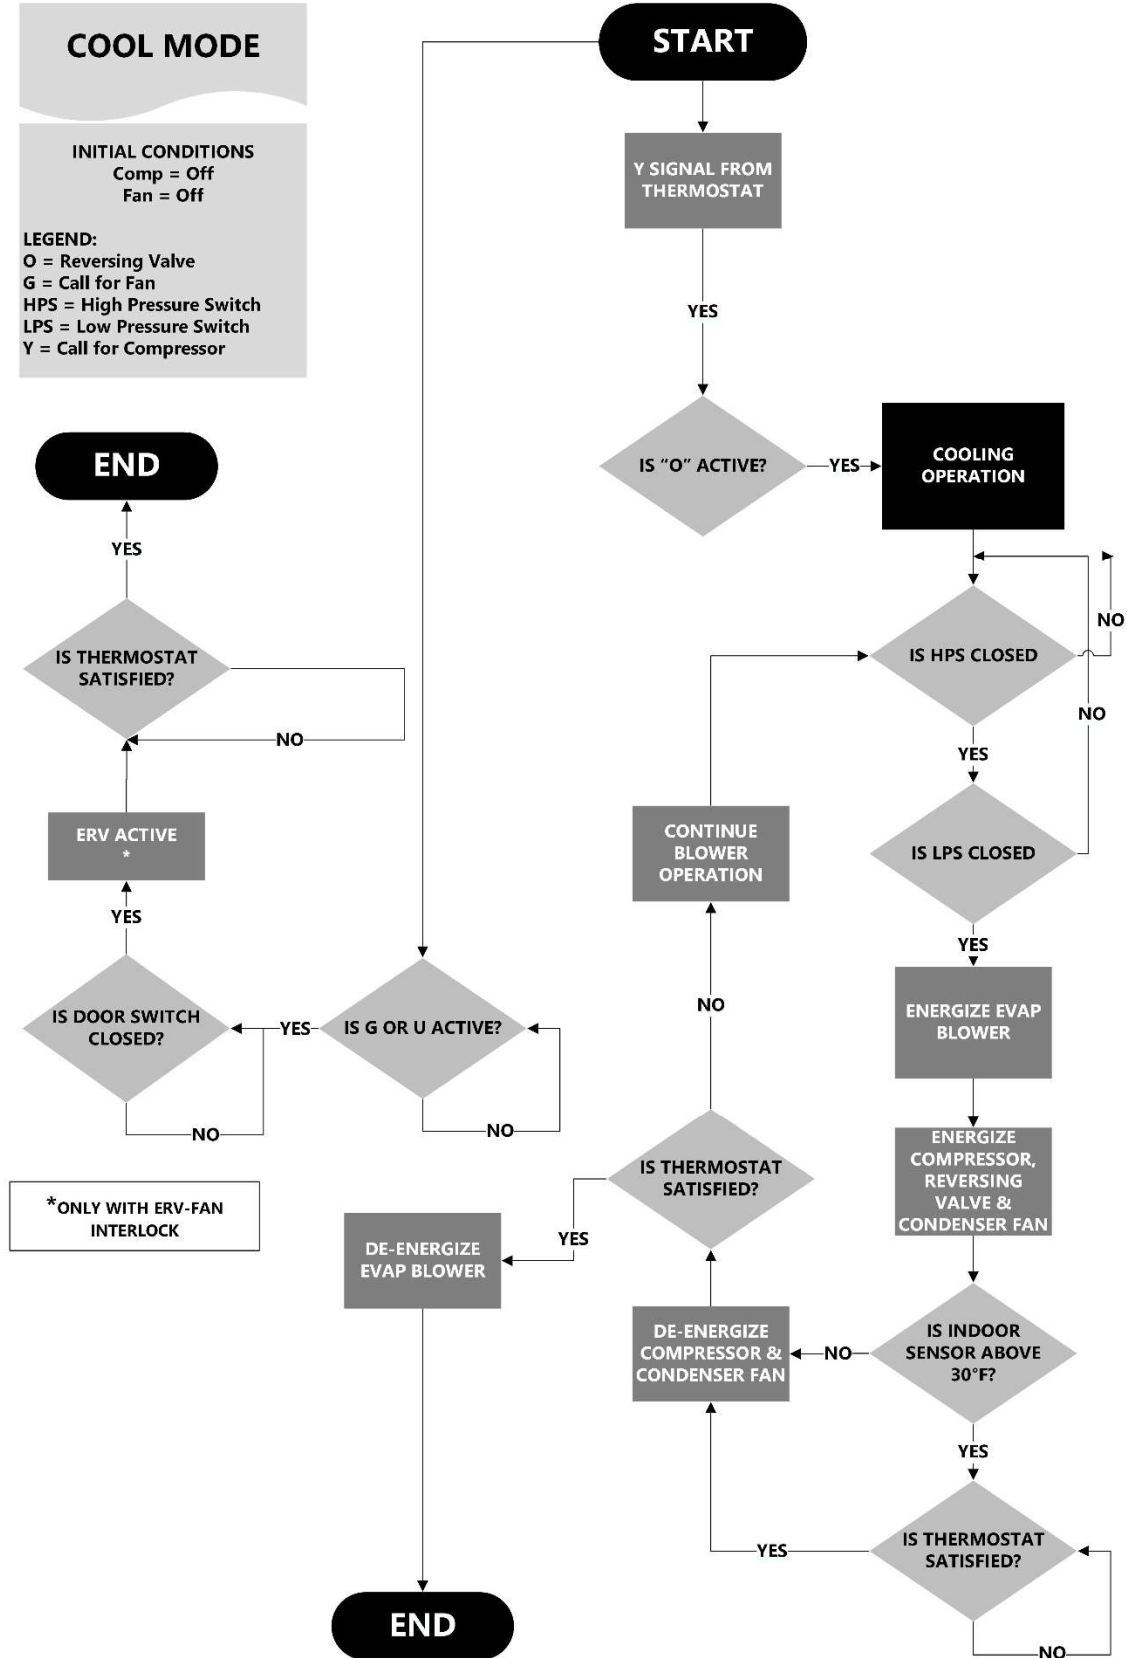 COOL MODE
INITIAL CONDITIONS
Comp = Off
Fan = Off
LEGEND:
O = Reversing Valve
G = Call for Fan
HPS = High Pressure Switch
LPS = Low Pressure Switch
Y = Call for Compressor
START
Y SIGNAL FROM
THERMOSTAT
YES
IS “O” ACTIVE?
YES
COOLING
OPERATION
IS HPS CLOSED
NO
YES
IS LPS CLOSED
NO
YES
ENERGIZE EVAP
BLOWER
ENERGIZE
COMPRESSOR,
REVERSING
VALVE &
CONDENSER FAN
IS INDOOR
SENSOR ABOVE
30°F?
NO
YES
IS THERMOSTAT
SATISFIED?
NO
YES
DE-ENERGIZE
COMPRESSOR &
CONDENSER FAN
IS THERMOSTAT
SATISFIED?
NO
CONTINUE
BLOWER
OPERATION
YES
DE-ENERGIZE
EVAP BLOWER
END
IS G OR U ACTIVE?
NO
YES
IS DOOR SWITCH
CLOSED?
NO
YES
ERV ACTIVE
*
IS THERMOSTAT
SATISFIED?
NO
YES
END
*ONLY WITH ERV-FAN
INTERLOCK